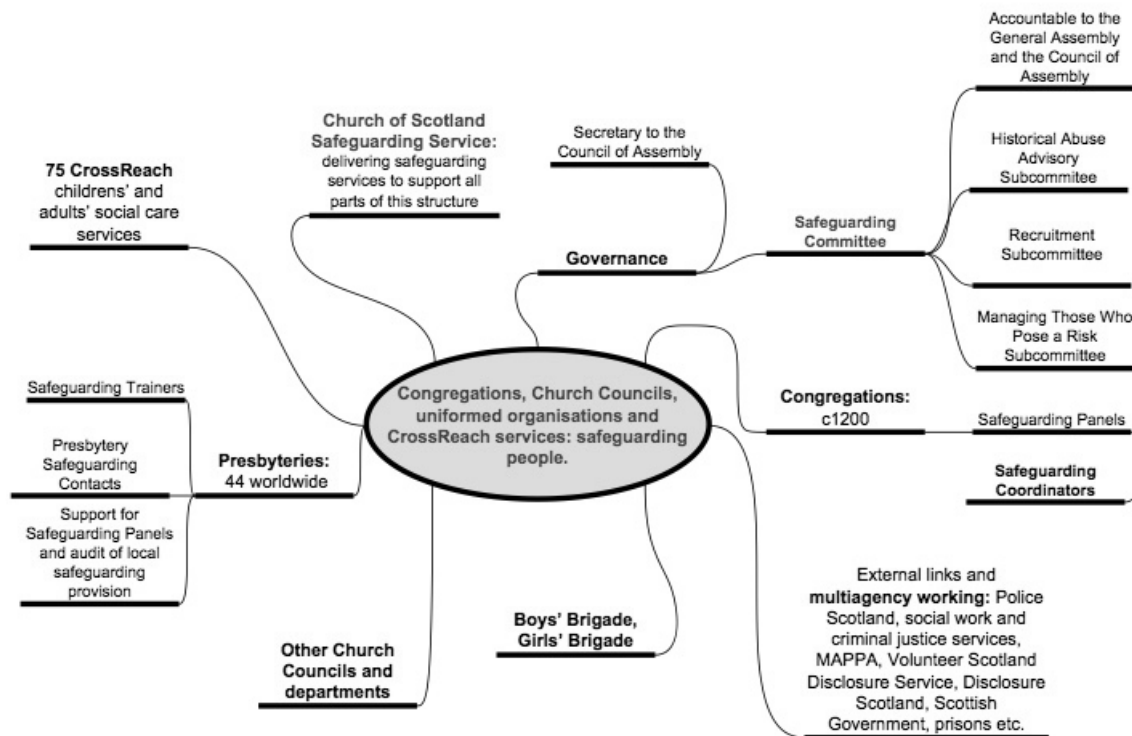 Accountable to the
General Assembly
and the Council of
Assembly
Church of Scotland
Safeguarding Service:
delivering safeguarding
services to support all
parts of this structure
Secretary to the
Council of Assembly
Historical Abuse
Advisory
Subcommitee
75 CrossReach
childrens' and
adults' social care
services
Safeguarding
Committee
Governance
Recruitment
Subcommittee
Managing Those Who
Pose a Risk
Subcommittee
Congregations, Church Councils,
uniformed organisations and
CrossReach services: safeguarding
people.
Safeguarding Trainers
Presbytery
Safeguarding
Contacts
Support for
Safeguarding Panels
and audit of local
safeguarding
provision
Presbyteries:
44 worldwide
Congregations:
c1200
Safeguarding Panels
Safeguarding
Coordinators
Boys' Brigade,
Girls' Brigade
Other Church
Councils and
departments
External links and
multiagency working: Police
Scotland, social work and
criminal justice services,
MAPPA, Volunteer Scotland
Disclosure Service, Disclosure
Scotland, Scottish
Government, prisons etc.